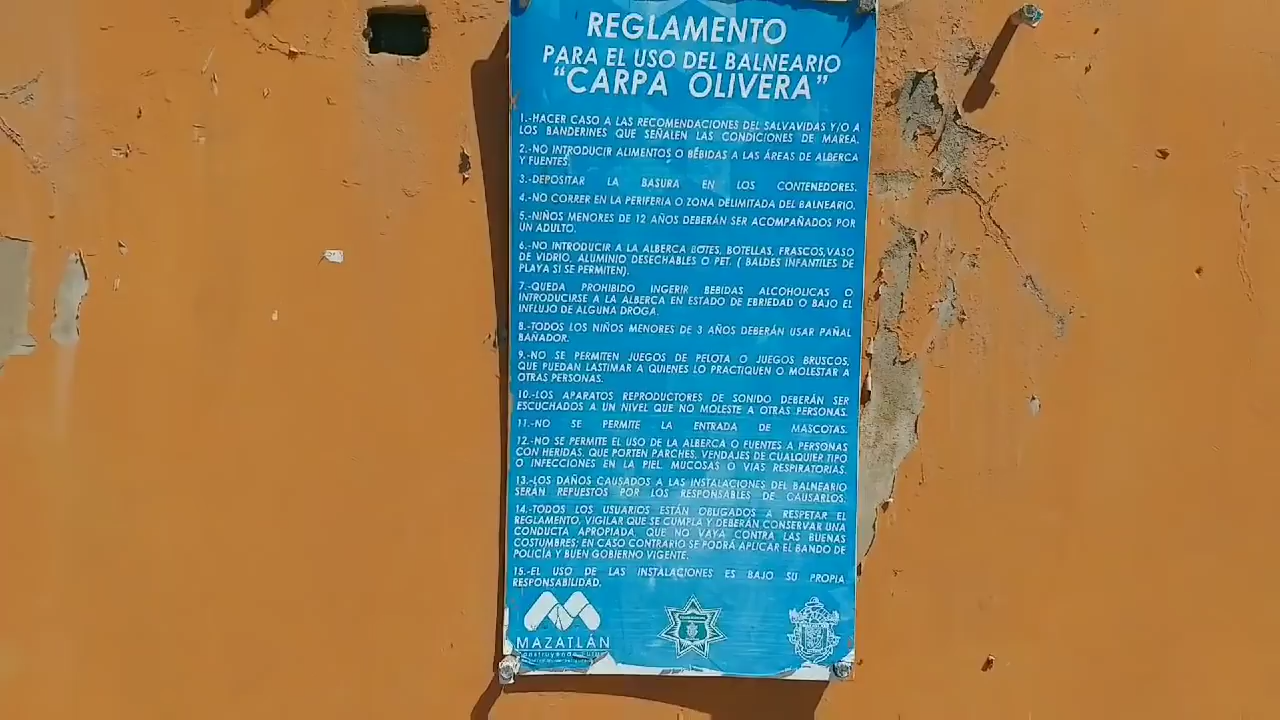 REGLAMENTO
PARA EL USO DEL BALNEARIO
“CARPA OLIVERA”
1.-HACER CASO A LAS RECOMENDACIONES DEL SALVAVIDAS Y/O A
LOS BANDERINES QUE SEÑALEN LAS CONDICIONES DE MAREA.
2.-NO INTRODUCIR ALIMENTOS O BEBIDAS A LAS ÁREAS DE ALBERCA
Y FUENTES.
3.-DEPOSITAR LA BASURA EN LOS CONTENEDORES.
4.-NO CORRER EN LA PERIFERIA O ZONA DELIMITADA DEL BALNEARIO.
5.-NIÑOS MENORES DE 12 AÑOS DEBERÁN SER ACOMPAÑADOS POR
UN ADULTO.
6.-NO INTRODUCIR A LA ALBERCA BOTES, BOTELLAS, FRASCOS,VASO
DE VIDRIO, ALUMINIO DESECHABLES O PET. ( BALDES INFANTILES DE
PLAYA SI SE PERMITEN).
7.-QUEDA PROHIBIDO INGERIR BEBIDAS ALCOHOLICAS O
INTRODUCIRSE A LA ALBERCA EN ESTADO DE EBRIEDAD O BAJO EL
INFLUJO DE ALGUNA DROGA.
8.-TODOS LOS NIÑOS MENORES DE 3 AÑOS DEBERÁN USAR PAÑAL
BAÑADOR.
9.-NO SE PERMITEN JUEGOS DE PELOTA O JUEGOS BRUSCOS,
QUE PUEDAN LASTIMAR A QUIENES LO PRACTIQUEN O MOLESTAR A
OTRAS PERSONAS.
10.-LOS APARATOS REPRODUCTORES DE SONIDO DEBERÁN SER
ESCUCHADOS A UN NIVEL QUE NO MOLESTE A OTRAS PERSONAS.
11.-NO SE PERMITE LA ENTRADA DE MASCOTAS.
12.-NO SE PERMITE EL USO DE LA ALBERCA O FUENTES A PERSONAS
CON HERIDAS, QUE PORTEN PARCHES, VENDAJES DE CUALQUIER TIPO
O INFECCIONES EN LA PIEL, MUCOSAS O VIAS RESPIRATORIAS.
13.-LOS DAÑOS CAUSADOS A LAS INSTALACIONES DEL BALNEARIO
SERÁN REPUESTOS POR LOS RESPONSABLES DE CAUSARLOS.
14.-TODOS LOS USUARIOS ESTÁN OBLIGADOS A RESPETAR EL
REGLAMENTO, VIGILAR QUE SE CUMPLA Y DEBERÁN CONSERVAR UNA
CONDUCTA APROPIADA, QUE NO VAYA CONTRA LAS BUENAS
COSTUMBRES; EN CASO CONTRARIO SE PODRÁ APLICAR EL BANDO DE
POLICÍA Y BUEN GOBIERNO VIGENTE.
15.-EL USO DE LAS INSTALACIONES ES BAJO SU PROPIA
RESPONSABILIDAD.
MAZATLÁN